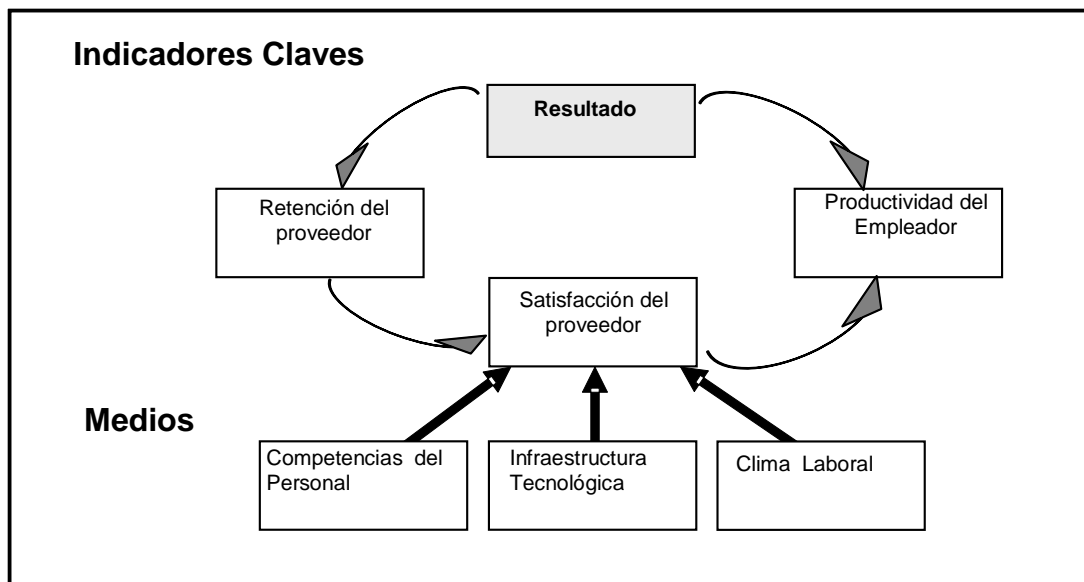 Indicadores Claves
Resultado
Retención del
proveedor
Productividad del
Empleador
Satisfacción del
proveedor
Medios
Competencias del
Personal
Infraestructura
Tecnológica
Clima Laboral